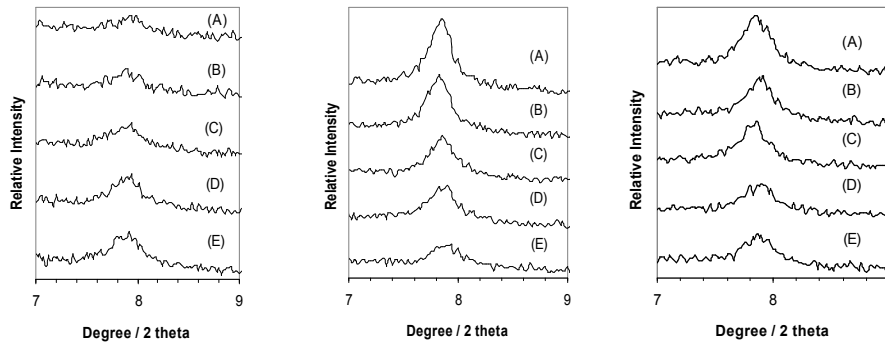 Relative Intensity
(A)
(B)
(C)
(D)
(E)
7 8 9
Degree / 2 theta
Relative Intensity
(A)
(B)
(C)
(D)
(E)
7 8 9
Degree / 2 theta
Relative Intensity
(A)
(B)
(C)
(D)
(E)
7 8
Degree / 2 theta